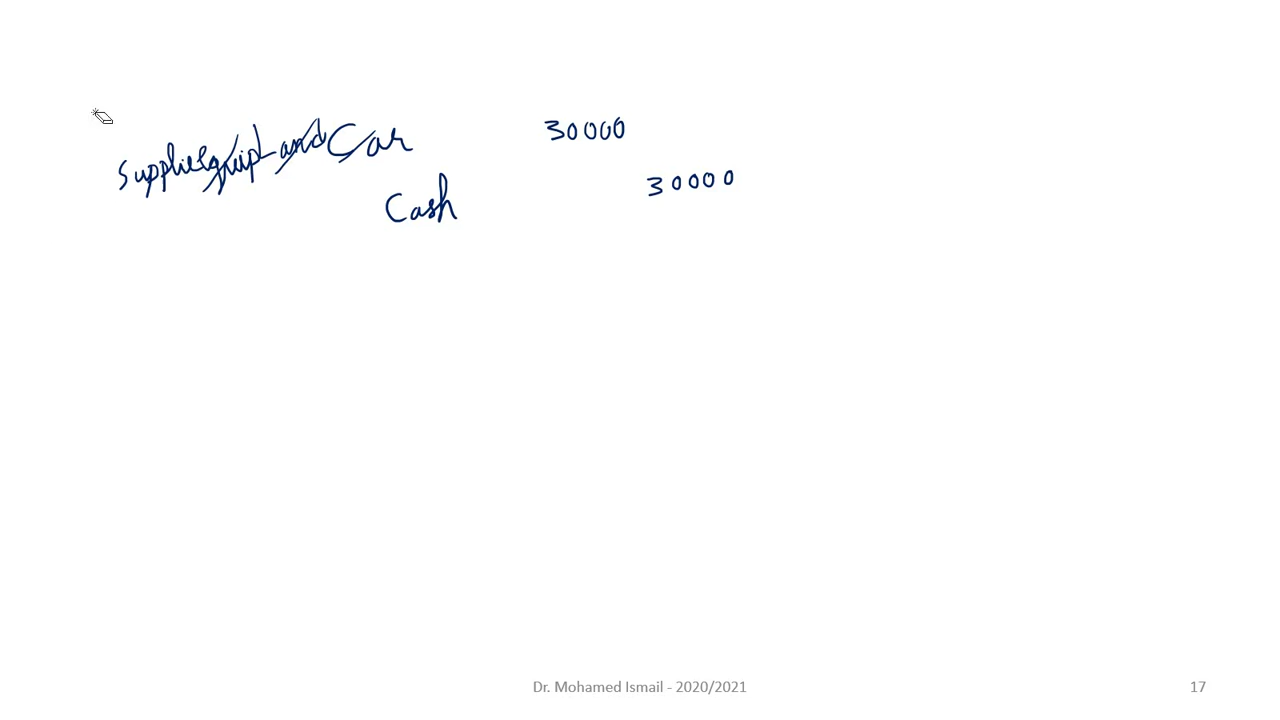 Supplies Equip Land Car 30000
Cash 30000
Dr. Mohamed Ismail - 2020/2021
17